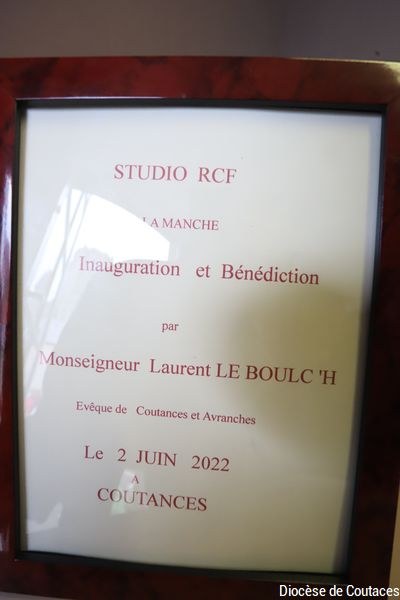 STUDIO RCF
LA MANCHE
Inauguration et Bénédiction
par
Monseigneur Laurent LE BOULC 'H
Evêque de Coutances et Avranches
Le 2 JUIN 2022
A
COUTANCES
Diocèse de Coutaces